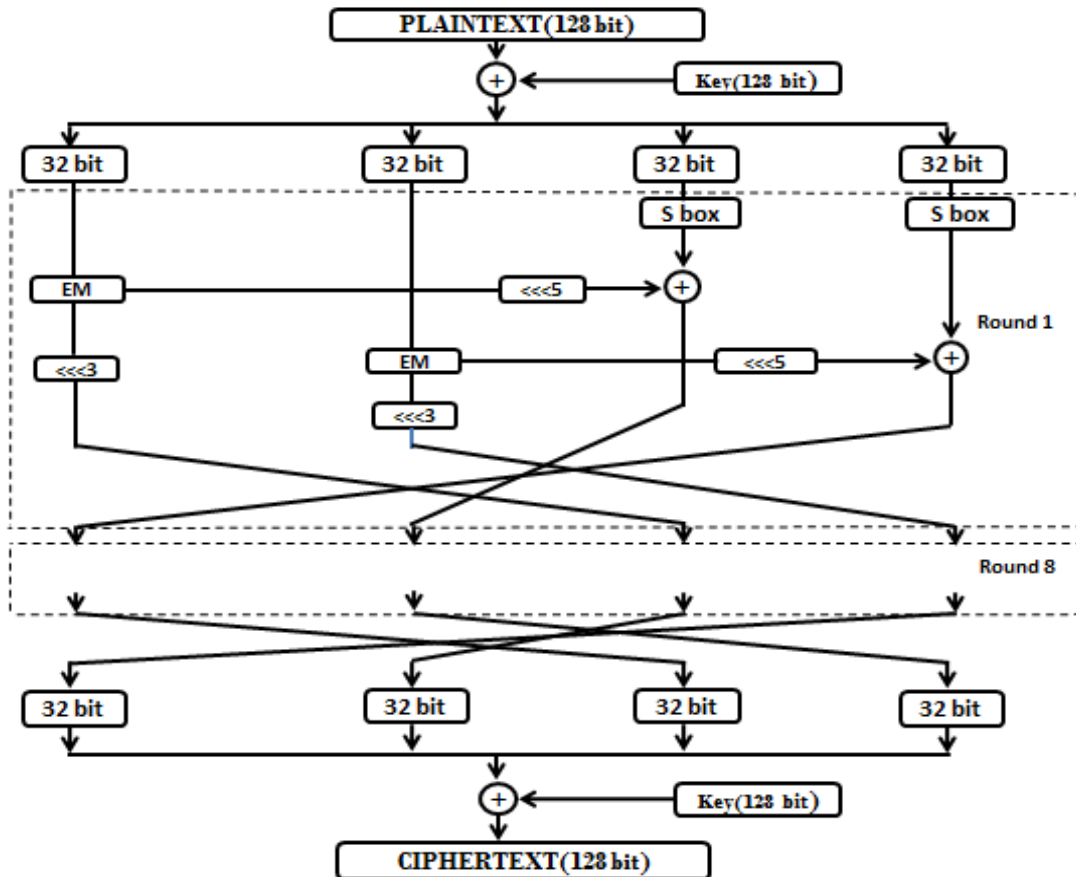 PLAINTEXT(128 bit)
+
Key(128 bit)
32 bit
32 bit
32 bit
32 bit
S box
S box
EM
<<<5
+
Round 1
<<<3
EM
<<<5
+
<<<3
Round 8
32 bit
32 bit
32 bit
32 bit
+
Key(128 bit)
CIPHERTEXT(128 bit)